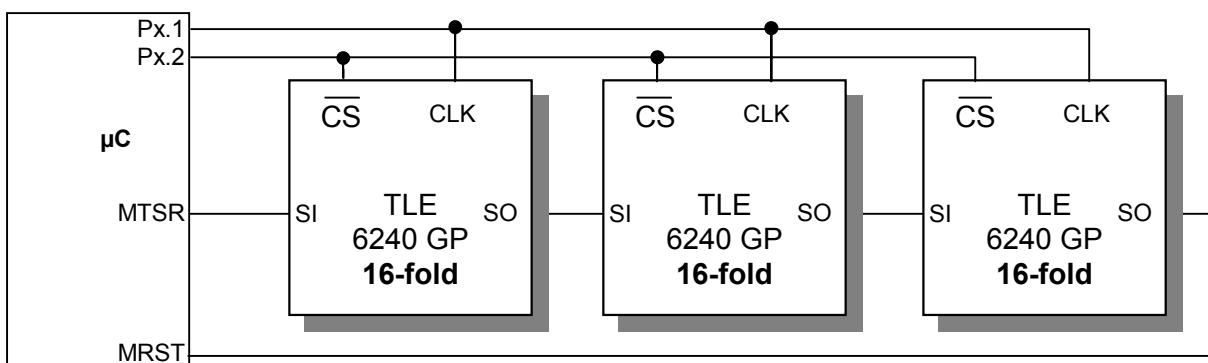 Px.1
Px.2
µC
MTSR
MRST
CS CLK
SI TLE SO
6240 GP
16-fold
CS CLK
SI TLE SO
6240 GP
16-fold
CS CLK
SI TLE SO
6240 GP
16-fold